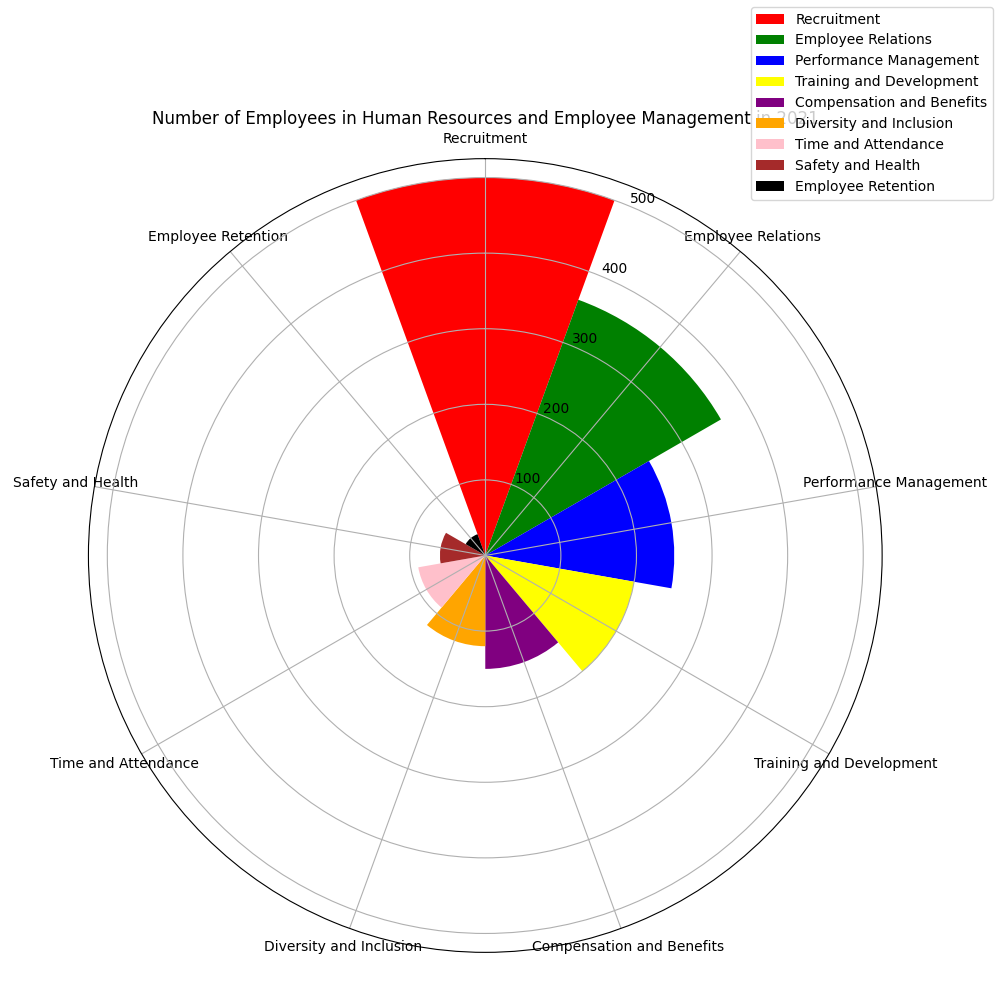 Recruitment
Employee Relations
Performance Management
Training and Development
Compensation and Benefits
Diversity and Inclusion
Time and Attendance
Safety and Health
Employee Retention
Number of Employees in Human Resources and Employee Management in 2021
Recruitment
500
Employee Retention
Employee Relations
400
300
200
100
Safety and Health
Performance Management
Time and Attendance
Training and Development
Diversity and Inclusion
Compensation and Benefits